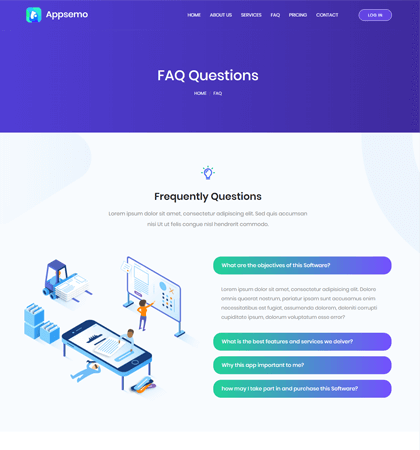 Appsemo
HOME ABOUT US SERVICES FAQ PRICING CONTACT LOG IN
FAQ Questions
HOME FAQ
Frequently Questions
Lorem ipsum dolor sit amet, consectetur adipiscing elit. Sed quis accumsan
nisi Ut ut felis congue nisl hendrerit commodo.
What are the objectives of this Software?
Lorem ipsum dolor sit amet, consectetur adipisicing elit. Dolore
omnis quaerat nostrum, pariatur ipsam sunt accusamus enim
necessitatibus est fugiat, assumenda dolorem, deleniti corrupti
cupiditate ipsum, dolorum voluptatum esse error?
What is the best features and services we deliver?
Why this app important to me?
How may I take part in and purchase this Software?